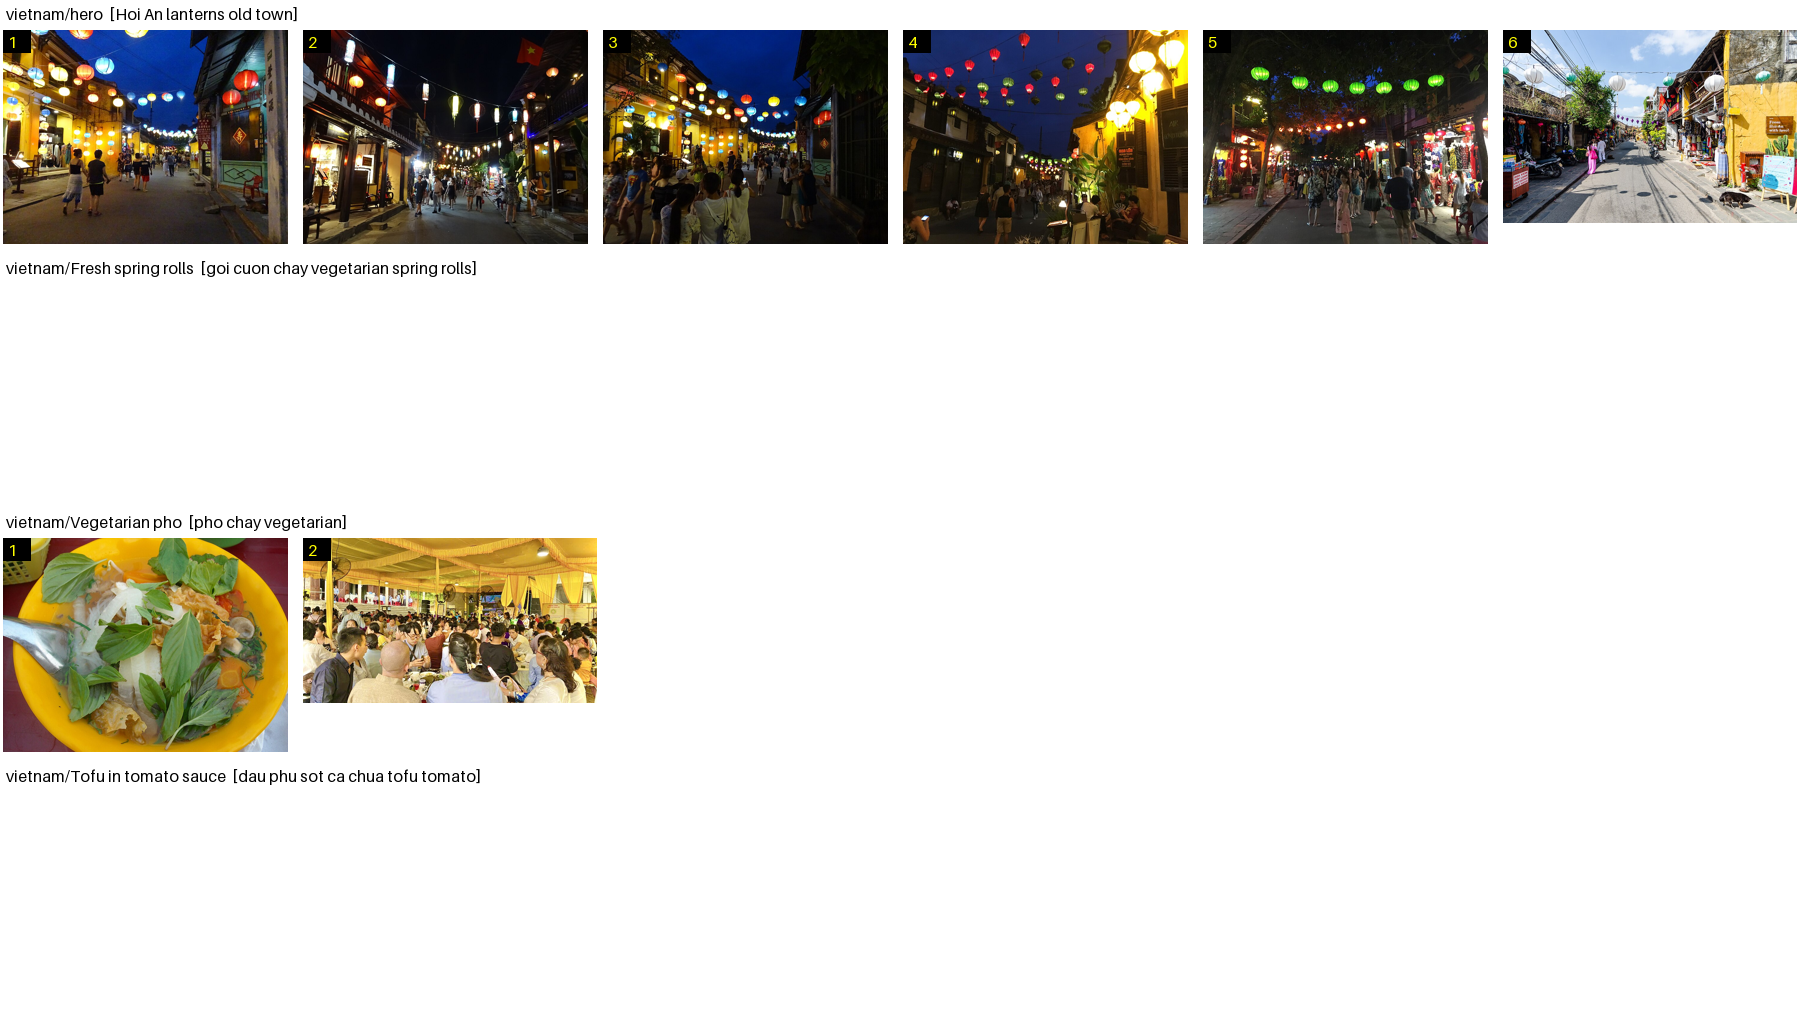 vietnam/hero [Hoi An lanterns old town]
1
2
3
4
5
6
vietnam/Fresh spring rolls [goi cuon chay vegetarian spring rolls]
vietnam/Vegetarian pho [pho chay vegetarian]
1
2
vietnam/Tofu in tomato sauce [dau phu sot ca chua tofu tomato]